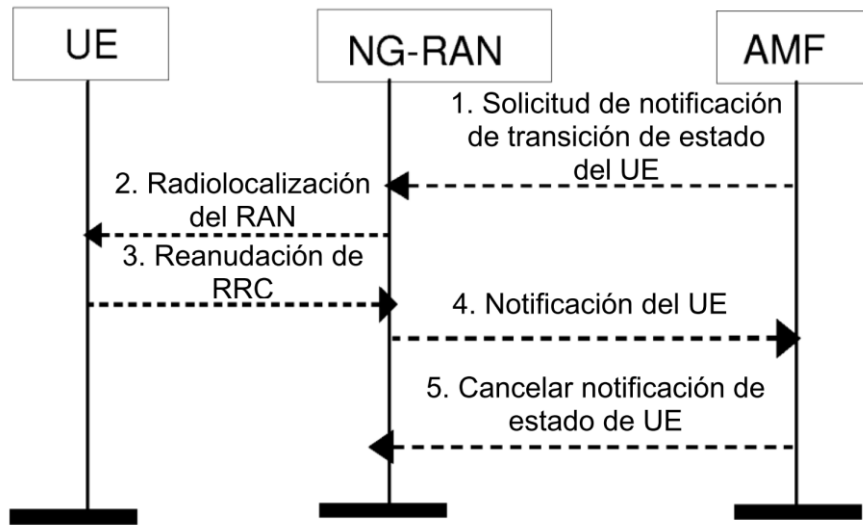 UE
NG-RAN
AMF
1. Solicitud de notificación
de transición de estado
del UE
2. Radiolocalización
del RAN
3. Reanudación de
RRC
4. Notificación del UE
5. Cancelar notificación de
estado de UE